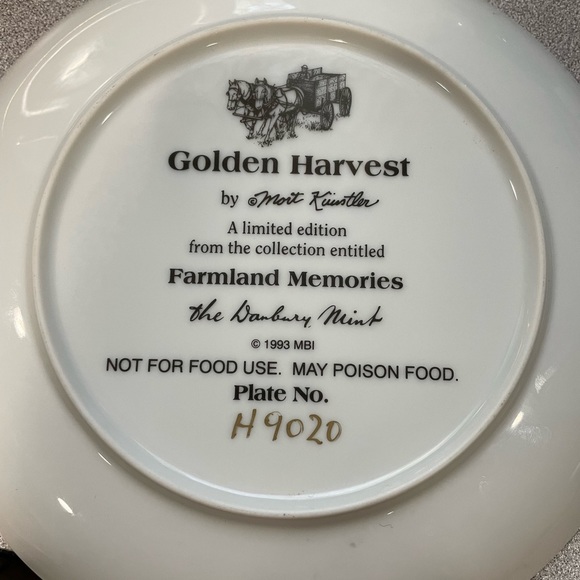 Golden Harvest
by © Mort Künstler
A limited edition
from the collection entitled
Farmland Memories
the Danbury Mint
© 1993 MBI
NOT FOR FOOD USE. MAY POISON FOOD.
Plate No.
H9020